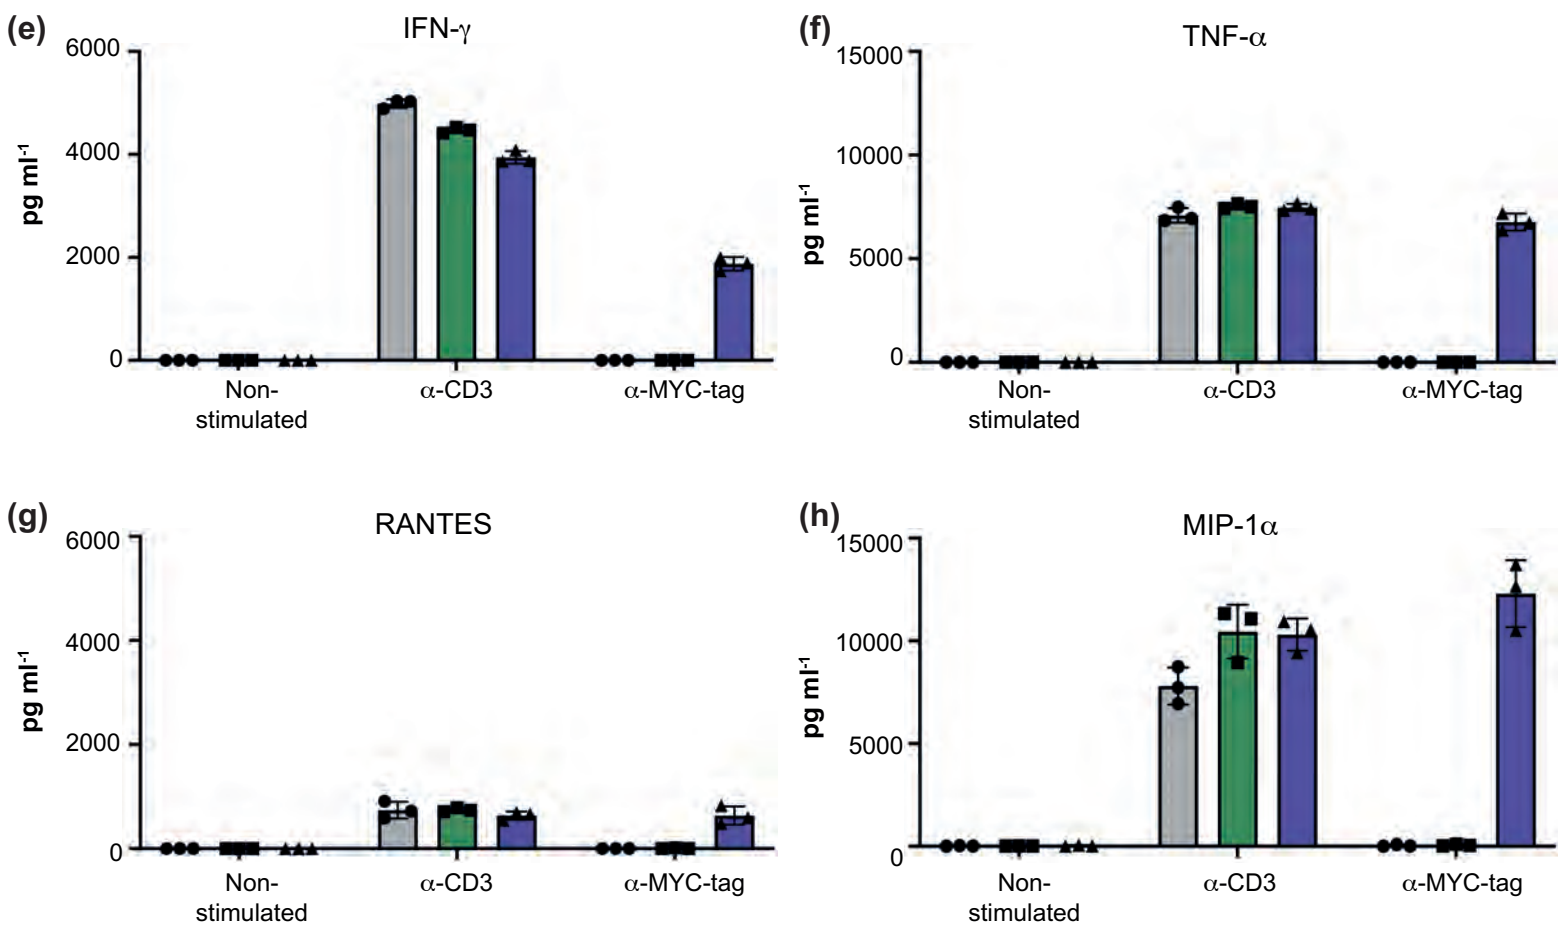 (e)
IFN-γ
6000
4000
2000
0
pg ml-1
Non-
stimulated
α-CD3
α-MYC-tag
(f)
TNF-α
15000
10000
5000
0
pg ml-1
Non-
stimulated
α-CD3
α-MYC-tag
(g)
RANTES
6000
4000
2000
0
pg ml-1
Non-
stimulated
α-CD3
α-MYC-tag
(h)
MIP-1α
15000
10000
5000
0
pg ml-1
Non-
stimulated
α-CD3
α-MYC-tag